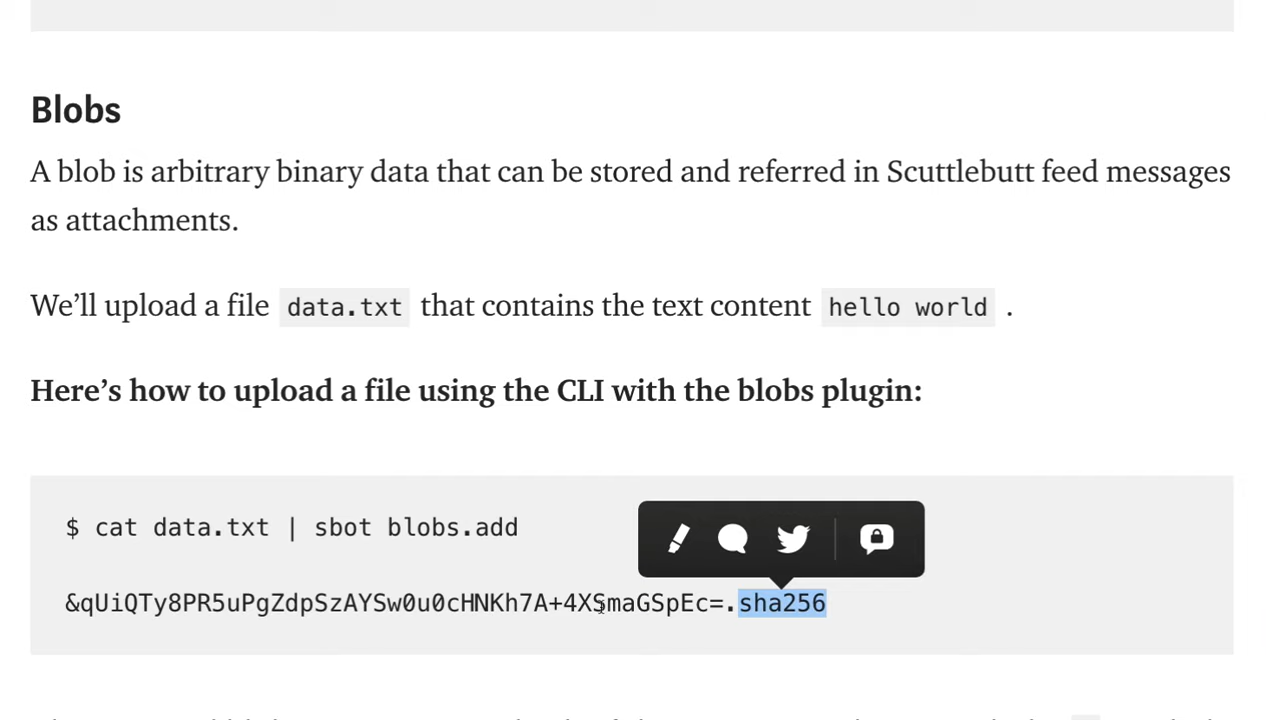 Blobs
A blob is arbitrary binary data that can be stored and referred in Scuttlebutt feed messages
as attachments.
We’ll upload a file data.txt that contains the text content hello world .
Here’s how to upload a file using the CLI with the blobs plugin:
$ cat data.txt | sbot blobs.add
&qUiQTy8PR5uPgZdpSzAYSw0u0cHNKh7A+4XSmaGSpEc=.sha256